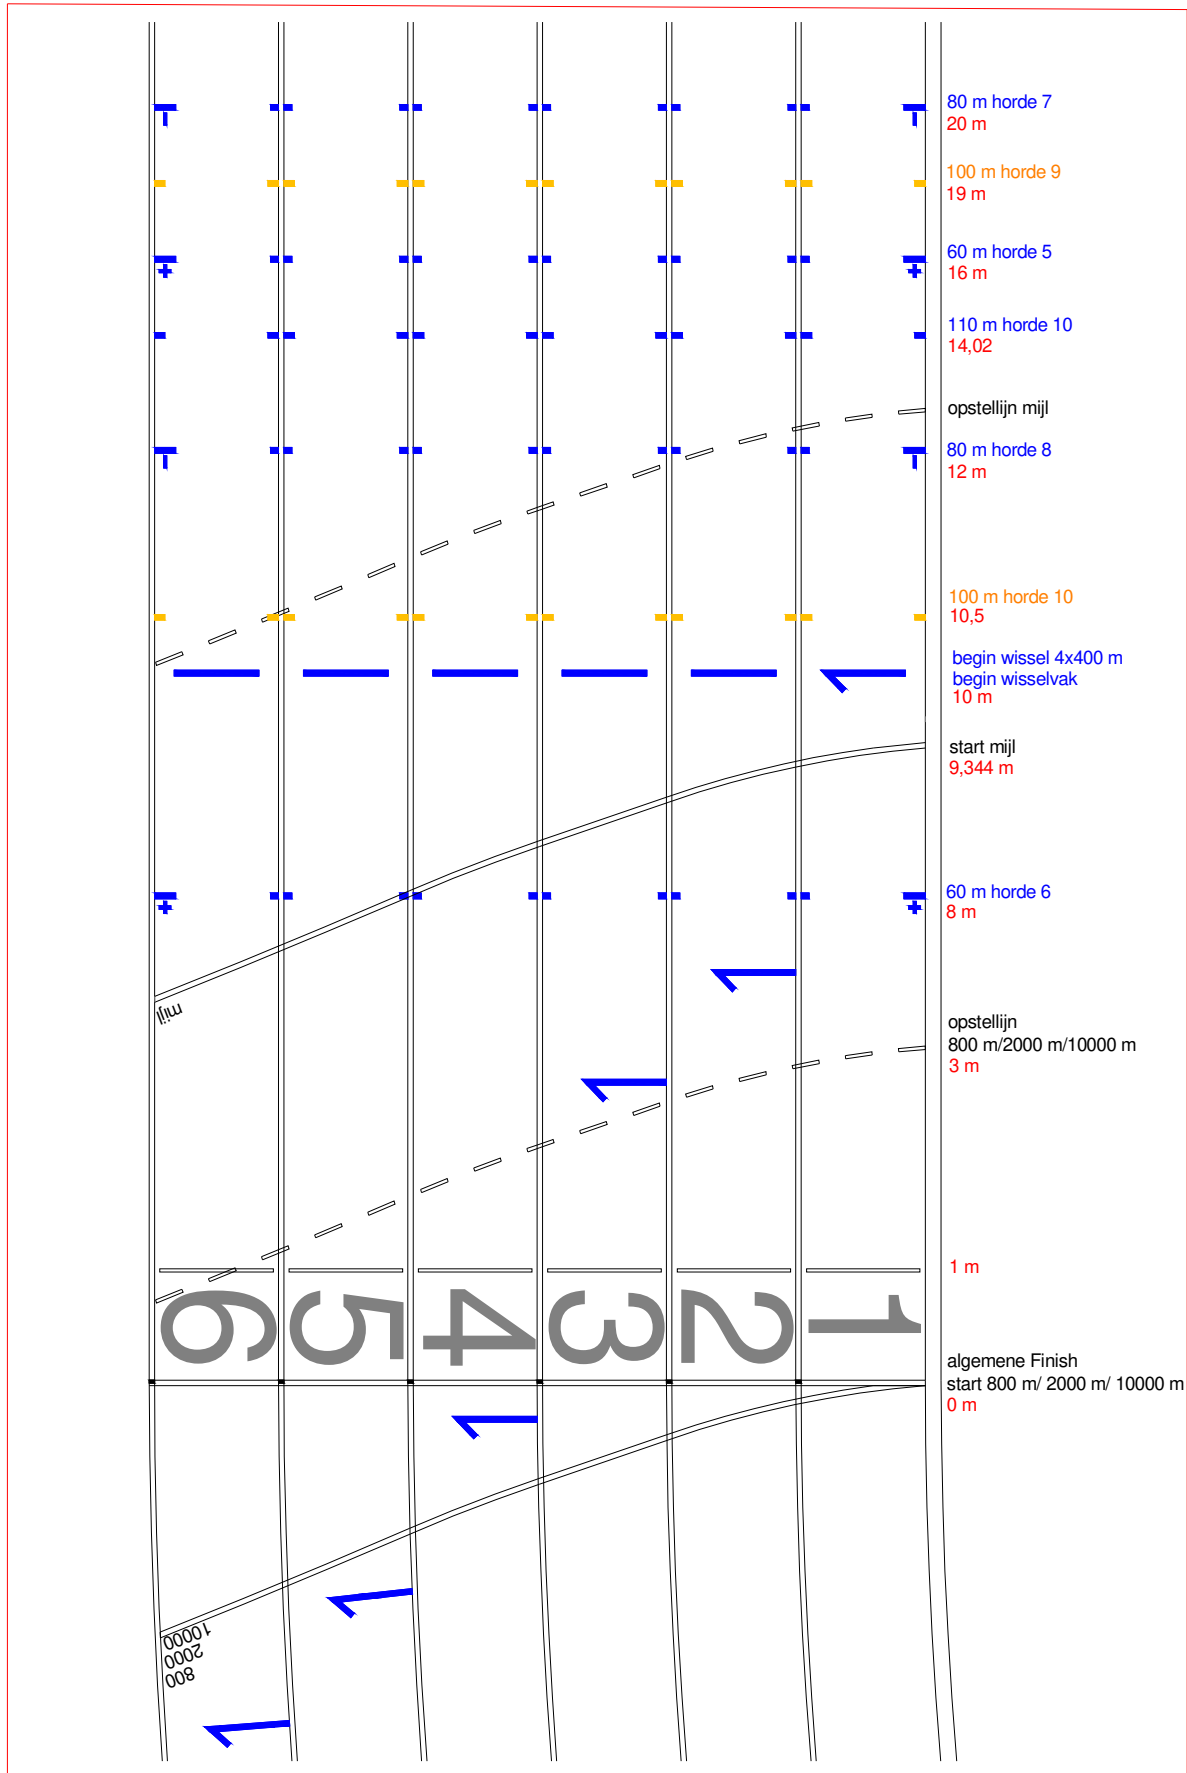 80 m horde 7
20 m
100 m horde 9
19 m
60 m horde 5
16 m
110 m horde 10
14,02
opstellijn mijl
80 m horde 8
12 m
100 m horde 10
10,5
begin wissel 4x400 m
begin wisselvak
10 m
start mijl
9,344 m
60 m horde 6
8 m
mijl
opstellijn
800 m/2000 m/10000 m
3 m
1 m
6 5 4 3 2 1
algemene Finish
start 800 m/ 2000 m/ 10000 m
0 m
10000
2000
800